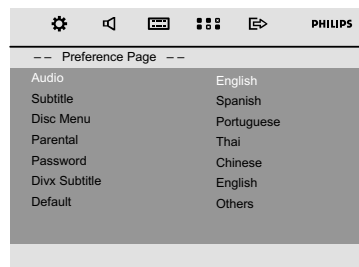 PHILIPS
-- Preference Page --
Audio English
Subtitle Spanish
Disc Menu Portuguese
Parental Thai
Password Chinese
Divx Subtitle English
Default Others